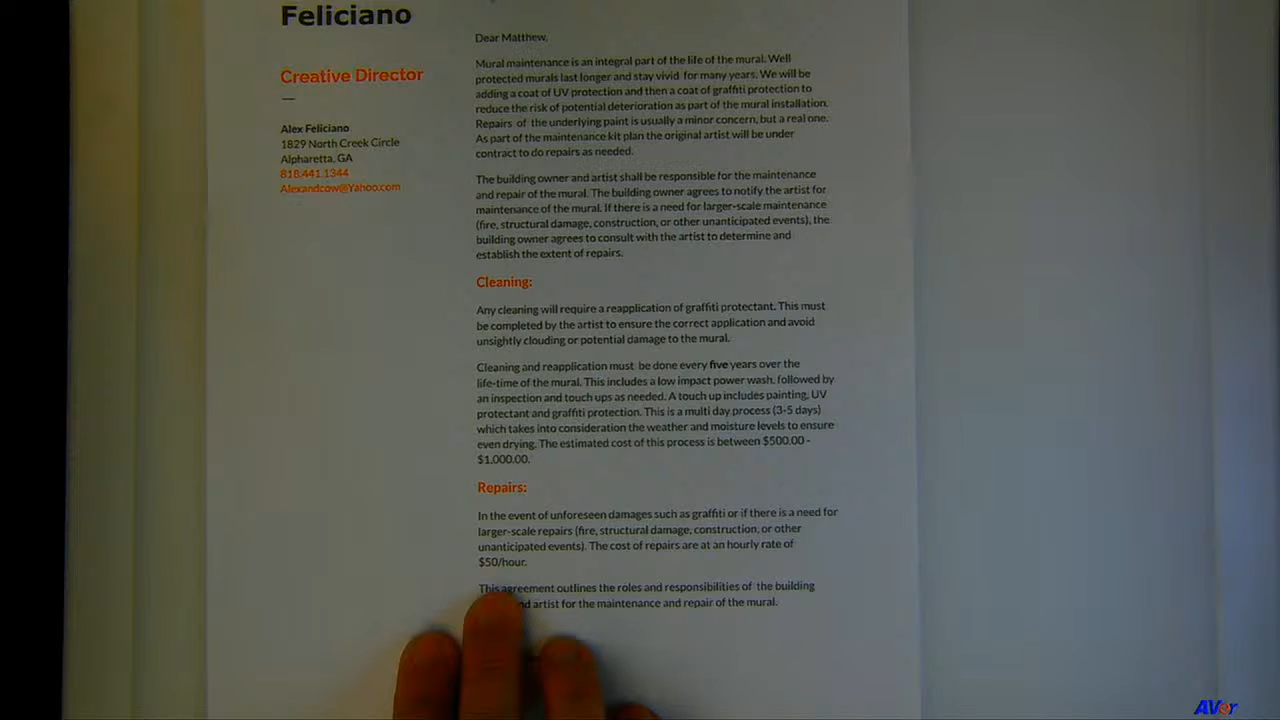 Feliciano
Creative Director
—
Alex Feliciano
1829 North Creek Circle
Alpharetta, GA
818.441.1344
Alexandcow@Yahoo.com
Dear Matthew,
Mural maintenance is an integral part of the life of the mural. Well
protected murals last longer and stay vivid for many years. We will be
adding a coat of UV protection and then a coat of graffiti protection to
reduce the risk of potential deterioration as part of the mural installation.
Repairs of the underlying paint is usually a minor concern, but a real one.
As part of the maintenance kit plan the original artist will be under
contract to do repairs as needed.
The building owner and artist shall be responsible for the maintenance
and repair of the mural. The building owner agrees to notify the artist for
maintenance of the mural. If there is a need for larger-scale maintenance
(fire, structural damage, construction, or other unanticipated events), the
building owner agrees to consult with the artist to determine and
establish the extent of repairs.
Cleaning:
Any cleaning will require a reapplication of graffiti protectant. This must
be completed by the artist to ensure the correct application and avoid
unsightly clouding or potential damage to the mural.
Cleaning and reapplication must be done every five years over the
life-time of the mural. This includes a low impact power wash, followed by
an inspection and touch ups as needed. A touch up includes painting, UV
protectant and graffiti protection. This is a multi day process (3-5 days)
which takes into consideration the weather and moisture levels to ensure
even drying. The estimated cost of this process is between $500.00 -
$1,000.00.
Repairs:
In the event of unforeseen damages such as graffiti or if there is a need for
larger-scale repairs (fire, structural damage, construction, or other
unanticipated events). The cost of repairs are at an hourly rate of
$50/hour.
This agreement outlines the roles and responsibilities of the building
artist for the maintenance and repair of the mural.
AVer